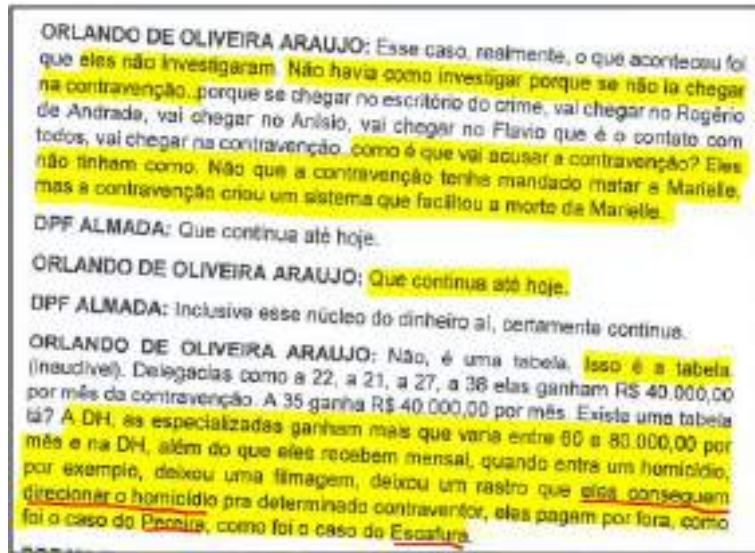 ORLANDO DE OLIVEIRA ARAUJO: Esse caso, realmente, o que aconteceu foi
que eles não investigaram. Não havia como investigar porque se não ia chegar
na contravenção...porque se chegar no escritório do crime, vai chegar no Rogério
de Andrade, vai chegar no Anísio, vai chegar no Flavio que é o contato com
todos, vai chegar na contravenção, como é que vai acusar a contravenção? Eles
não tinham como. Não que a contravenção tenha mandado matar a Marielle,
mas a contravenção criou um sistema que facilitou a morte da Marielle.
DPF ALMADA: Que continua até hoje.
ORLANDO DE OLIVEIRA ARAUJO: Que continua até hoje.
DPF ALMADA: Inclusive esse núcleo do dinheiro aí, certamente continua.
ORLANDO DE OLIVEIRA ARAUJO: Não, é uma tabela. Isso é a tabela.
(inaudível). Delegacias como a 22, a 21, a 27, a 38 elas ganham R$ 40.000,00
por mês da contravenção. A 35 ganha R$ 40.000,00 por mês. Existe uma tabela
tá? A DH, as especializadas ganham mais que varia entre 60 e 80.000,00 por
mês e na DH, além do que eles recebem mensal, quando entra um homicídio,
por exemplo, deixou uma filmagem, deixou um rastro que eles conseguem
direcionar o homicídio pra determinado contraventor, eles pagam por fora, como
foi o caso do Pereira, como foi o caso do Escafura.